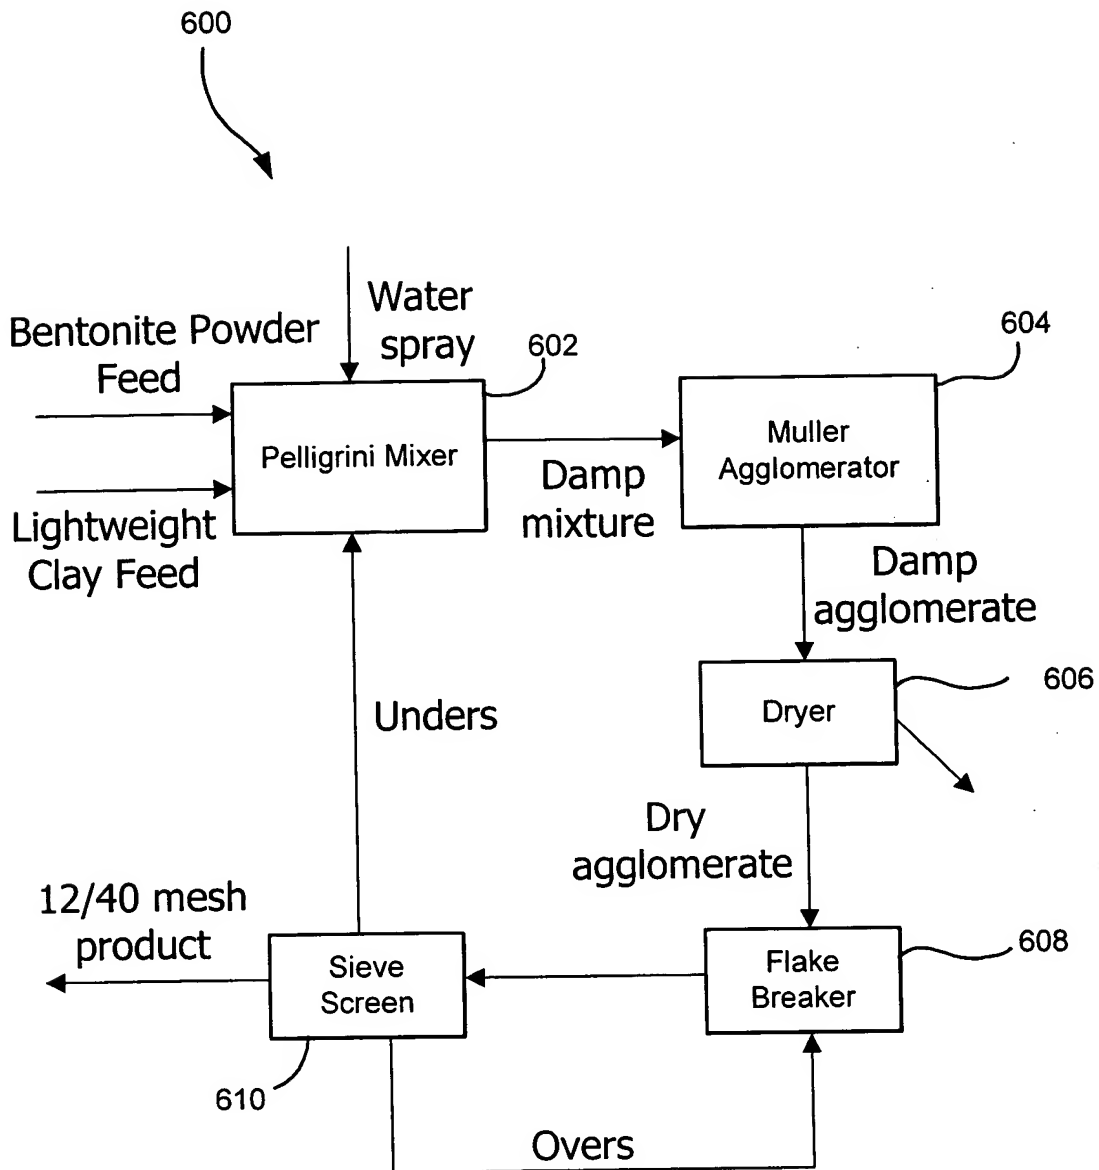 600
Water
spray
Bentonite Powder
Feed
602
604
Pelligrini Mixer
Muller
Agglomerator
Damp
mixture
Lightweight
Clay Feed
Damp
agglomerate
606
Dryer
Unders
Dry
agglomerate
12/40 mesh
product
608
Sieve
Screen
Flake
Breaker
610
Overs